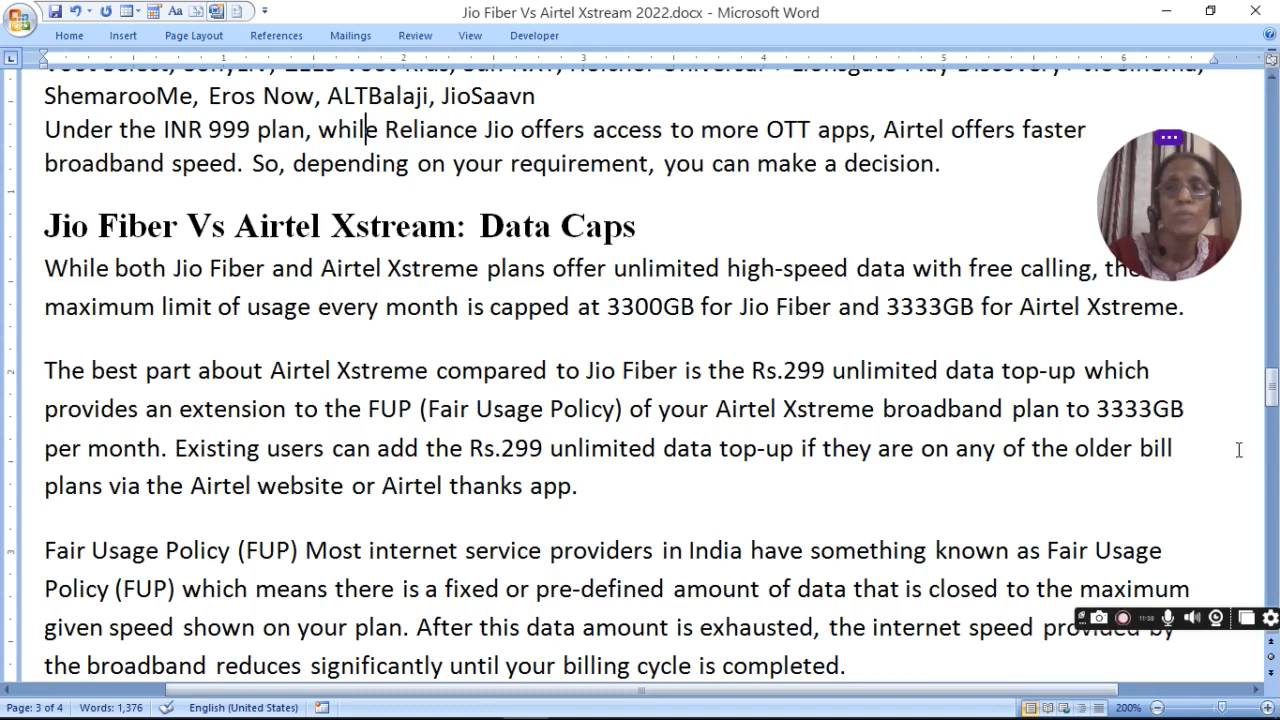 Jio Fiber Vs Airtel Xstream 2022.docx - Microsoft Word
Home Insert Page Layout References Mailings Review View Developer
ShemarooMe, Eros Now, ALTBalaji, JioSaavn
Under the INR 999 plan, while Reliance Jio offers access to more OTT apps, Airtel offers faster
broadband speed. So, depending on your requirement, you can make a decision.
Jio Fiber Vs Airtel Xstream: Data Caps
While both Jio Fiber and Airtel Xstreme plans offer unlimited high-speed data with free calling, the
maximum limit of usage every month is capped at 3300GB for Jio Fiber and 3333GB for Airtel Xstreme.
The best part about Airtel Xstreme compared to Jio Fiber is the Rs.299 unlimited data top-up which
provides an extension to the FUP (Fair Usage Policy) of your Airtel Xstreme broadband plan to 3333GB
per month. Existing users can add the Rs.299 unlimited data top-up if they are on any of the older bill
plans via the Airtel website or Airtel thanks app.
Fair Usage Policy (FUP) Most internet service providers in India have something known as Fair Usage
Policy (FUP) which means there is a fixed or pre-defined amount of data that is closed to the maximum
given speed shown on your plan. After this data amount is exhausted, the internet speed provided by
the broadband reduces significantly until your billing cycle is completed.
Page: 3 of 4 Words: 1,376 English (United States) 200%